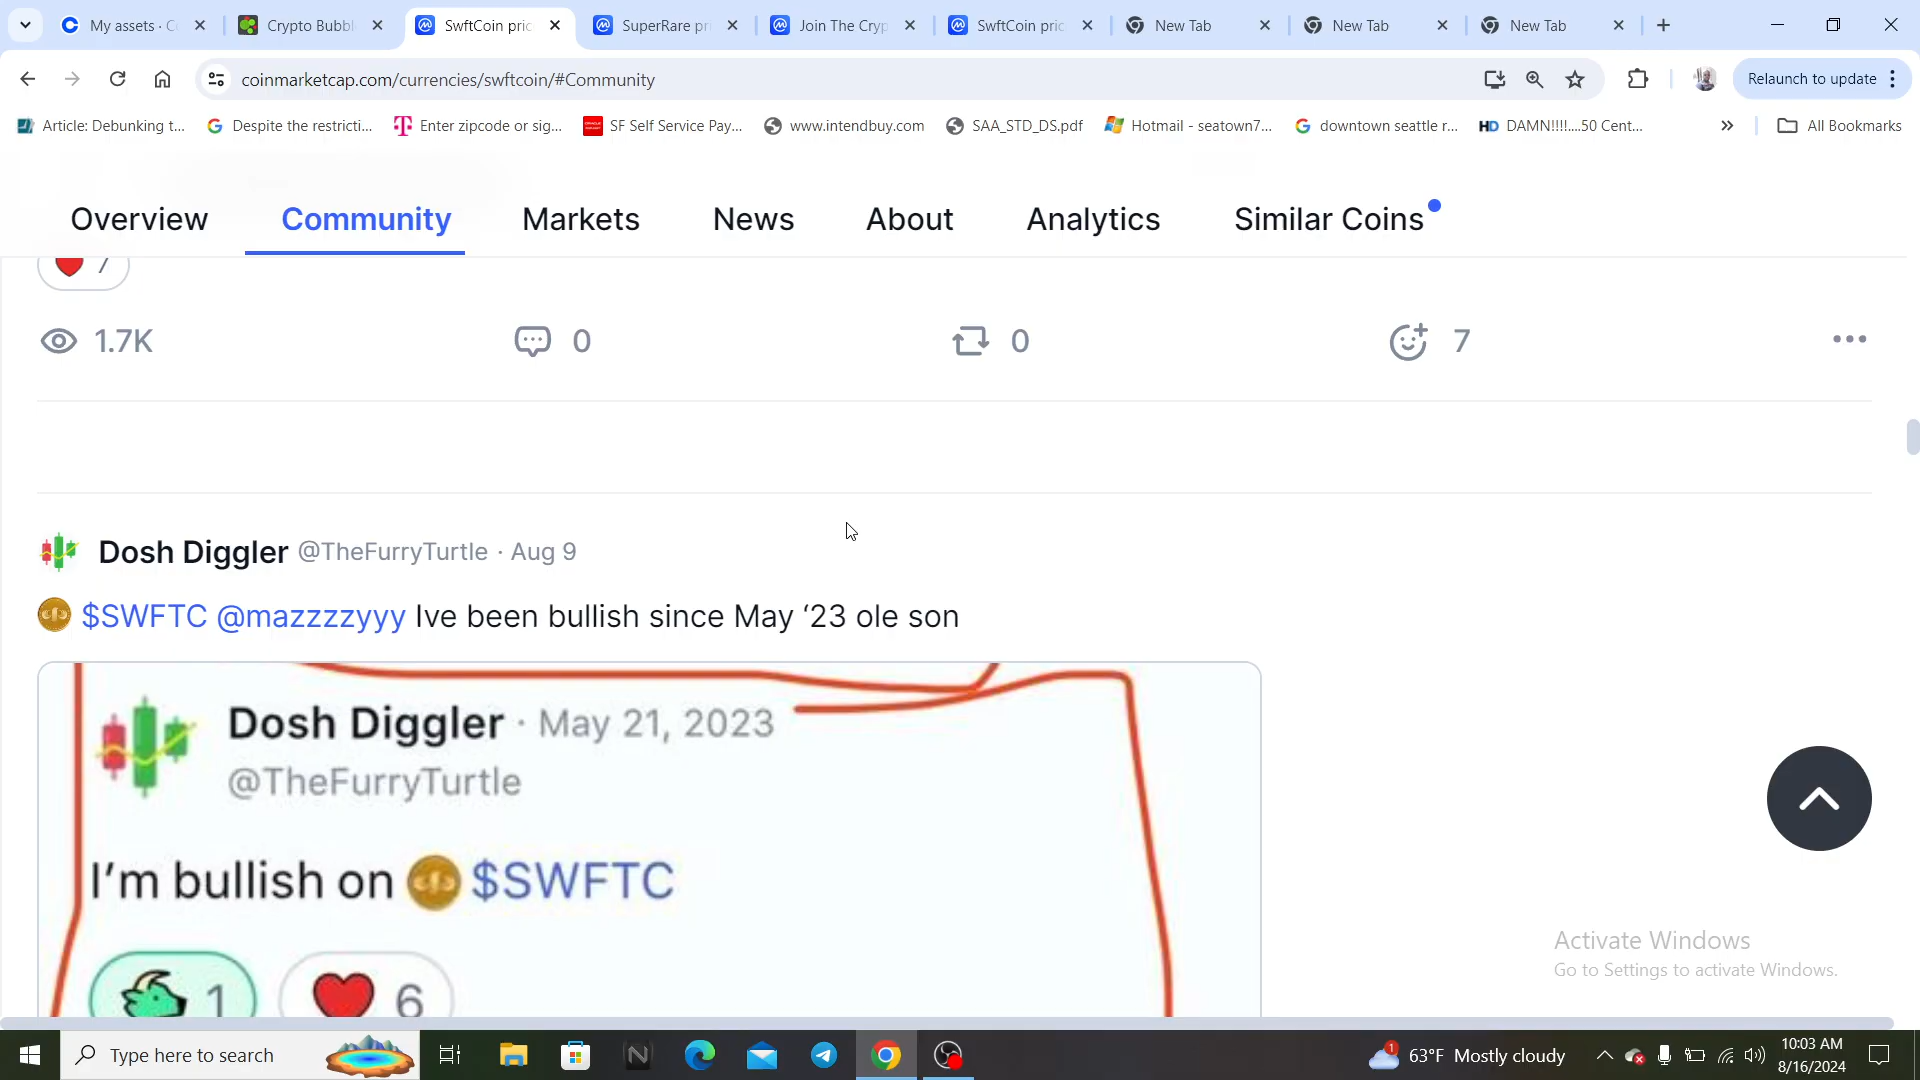 My assets · C
Crypto Bubbl
SwftCoin pric
SuperRare pr
Join The Cryp
SwftCoin pric
New Tab
New Tab
New Tab
coinmarketcap.com/currencies/swftcoin/#Community
Relaunch to update
Article: Debunking t...
Despite the restricti...
Enter zipcode or sig...
SF Self Service Pay...
www.intendbuy.com
SAA_STD_DS.pdf
Hotmail - seatown7...
downtown seattle r...
HD DAMN!!!!....50 Cent...
All Bookmarks
Overview
Community
Markets
News
About
Analytics
Similar Coins
7
1.7K
0
0
7
Dosh Diggler @TheFurryTurtle · Aug 9
$SWFTC @mazzzzyyy Ive been bullish since May ‘23 ole son
Dosh Diggler · May 21, 2023
@TheFurryTurtle
I’m bullish on $SWFTC
1
6
Activate Windows
Go to Settings to activate Windows.
Type here to search
1
63°F Mostly cloudy
10:03 AM
8/16/2024